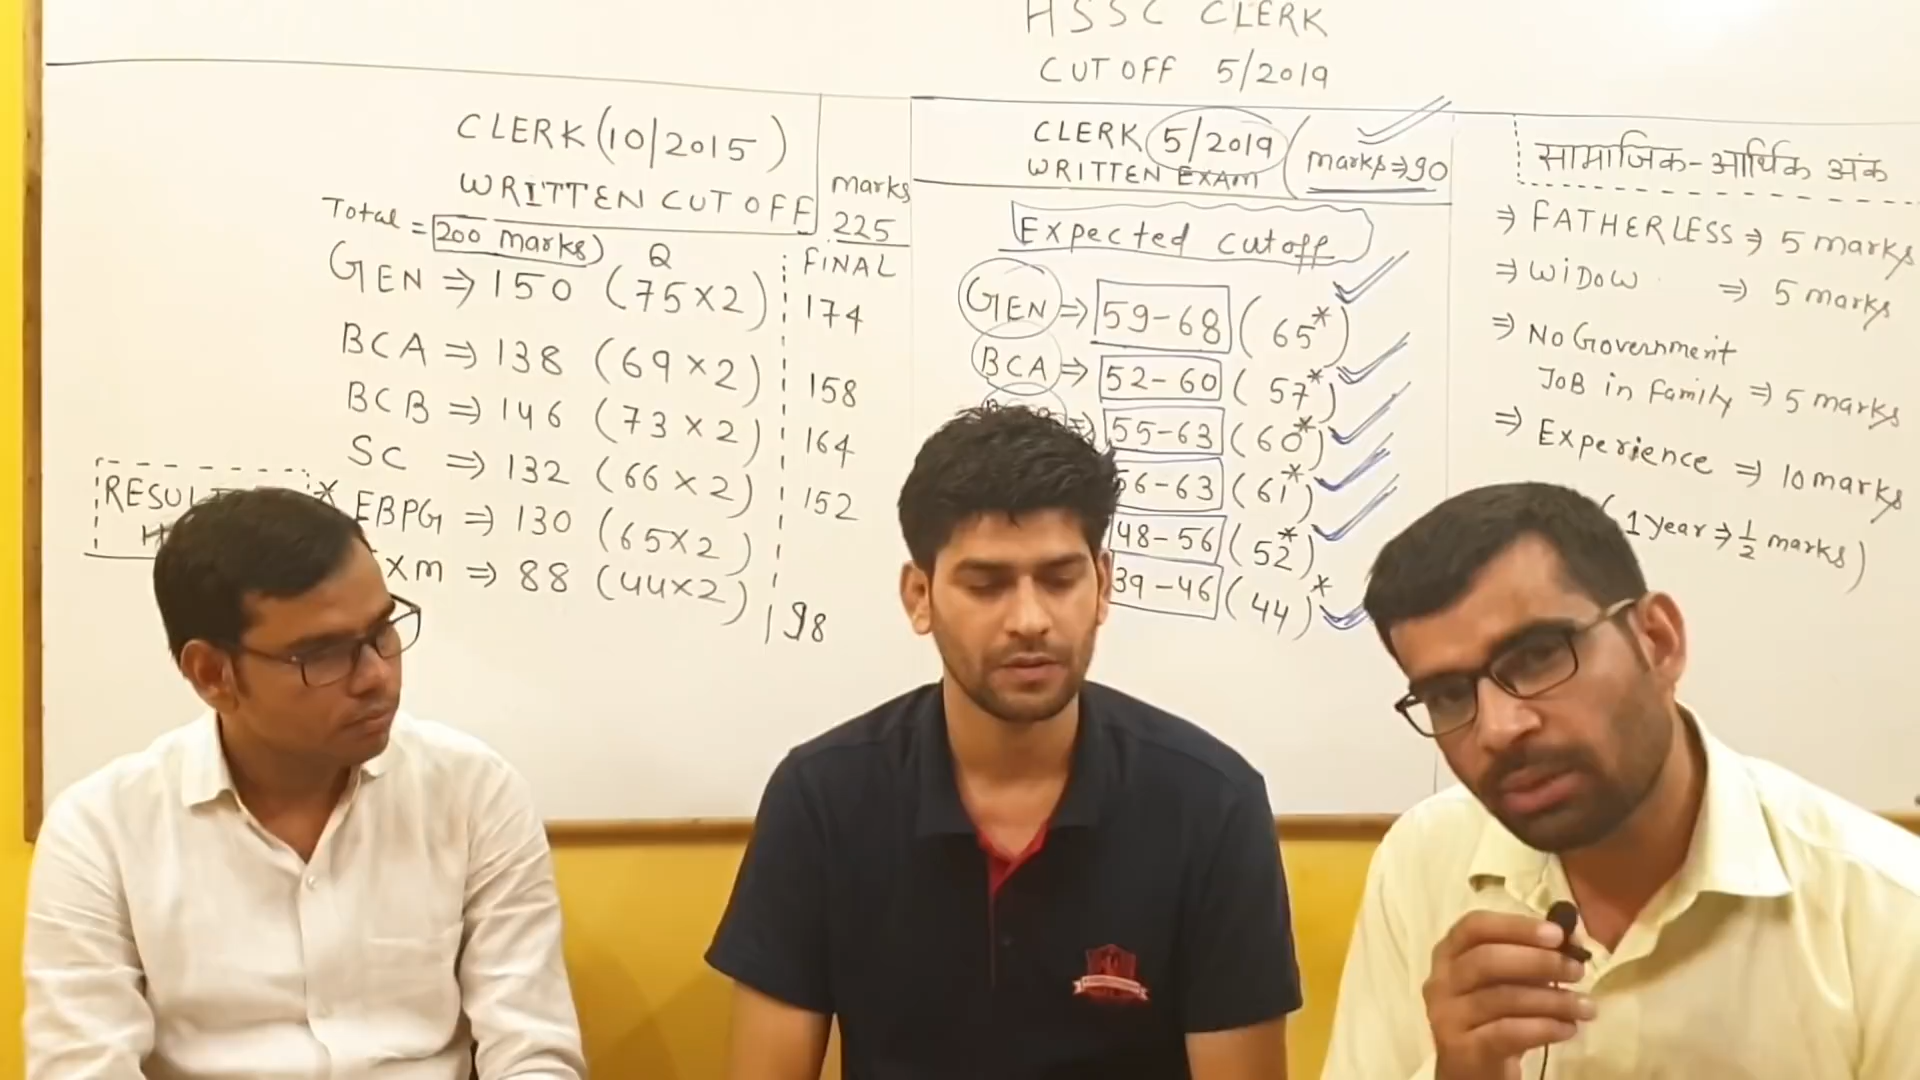 HSSC CLERK
CUT OFF 5/2019
CLERK (10/2015)
WRITTEN CUT OFF
Total = 200 marks)
Q
GEN ⇒ 150 (75×2)
BCA ⇒ 138 (69×2)
BCB ⇒ 146 (73×2)
SC ⇒ 132 (66×2)
* EBPG ⇒ 130 (65×2)
⇒ 88 (44×2)
marks
225
FINAL
174
158
164
152
198
CLERK 5/2019
WRITTEN EXAM
(marks⇒90
Expected cutoff
GEN ⇒ 59-68 (65*)
BCA ⇒ 52-60 (57*)
⇒ 55-63 (60*)
56-63 (61*)
48-56 (52*)
39-46 (44)*
सामाजिक-आर्थिक अंक
⇒ FATHERLESS ⇒ 5 marks
⇒ WiDOW ⇒ 5 marks
⇒ No Government
JoB in family ⇒ 5 marks
⇒ Experience ⇒ 10 marks
(1 Year ⇒ 1/2 marks)